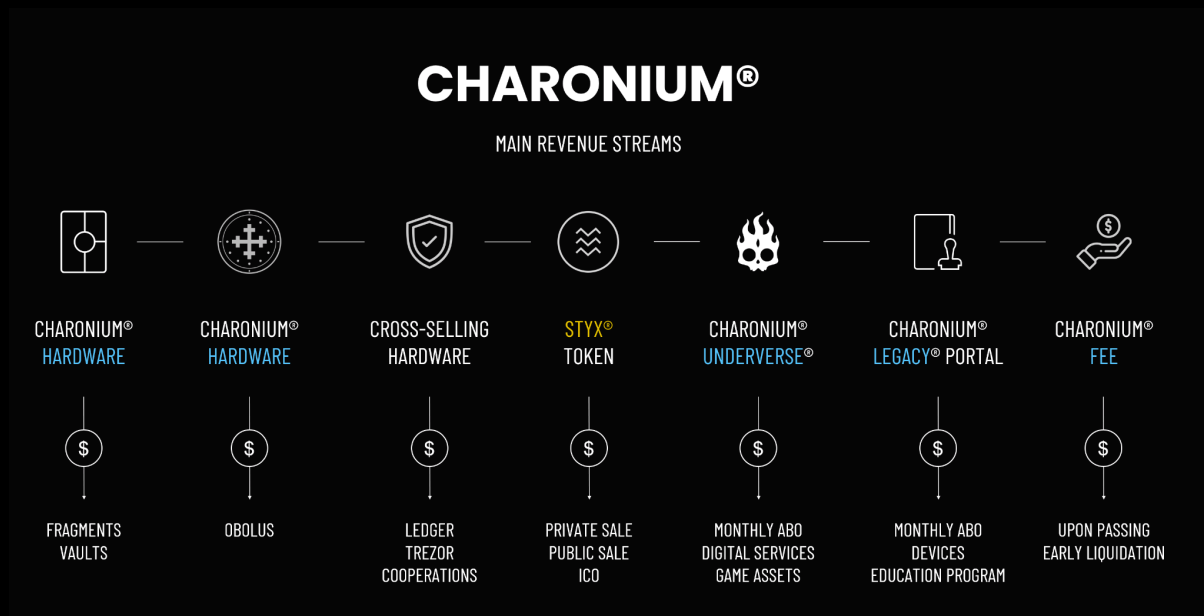 CHARONIUM®
MAIN REVENUE STREAMS
CHARONIUM®
HARDWARE
CHARONIUM®
HARDWARE
CROSS-SELLING
HARDWARE
STYX®
TOKEN
CHARONIUM®
UNDERVERSE®
CHARONIUM®
LEGACY® PORTAL
CHARONIUM®
FEE
$
$
$
$
$
$
$
$
FRAGMENTS
VAULTS
OBOLUS
LEDGER
TREZOR
COOPERATIONS
PRIVATE SALE
PUBLIC SALE
ICO
MONTHLY ABO
DIGITAL SERVICES
GAME ASSETS
MONTHLY ABO
DEVICES
EDUCATION PROGRAM
UPON PASSING
EARLY LIQUIDATION